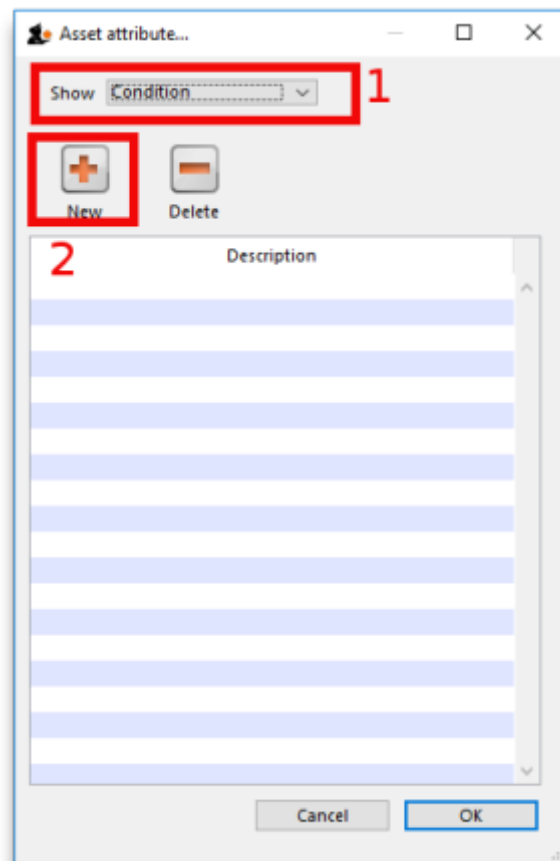 Asset attribute...
Show Condition 1
New Delete
2 Description
Cancel OK